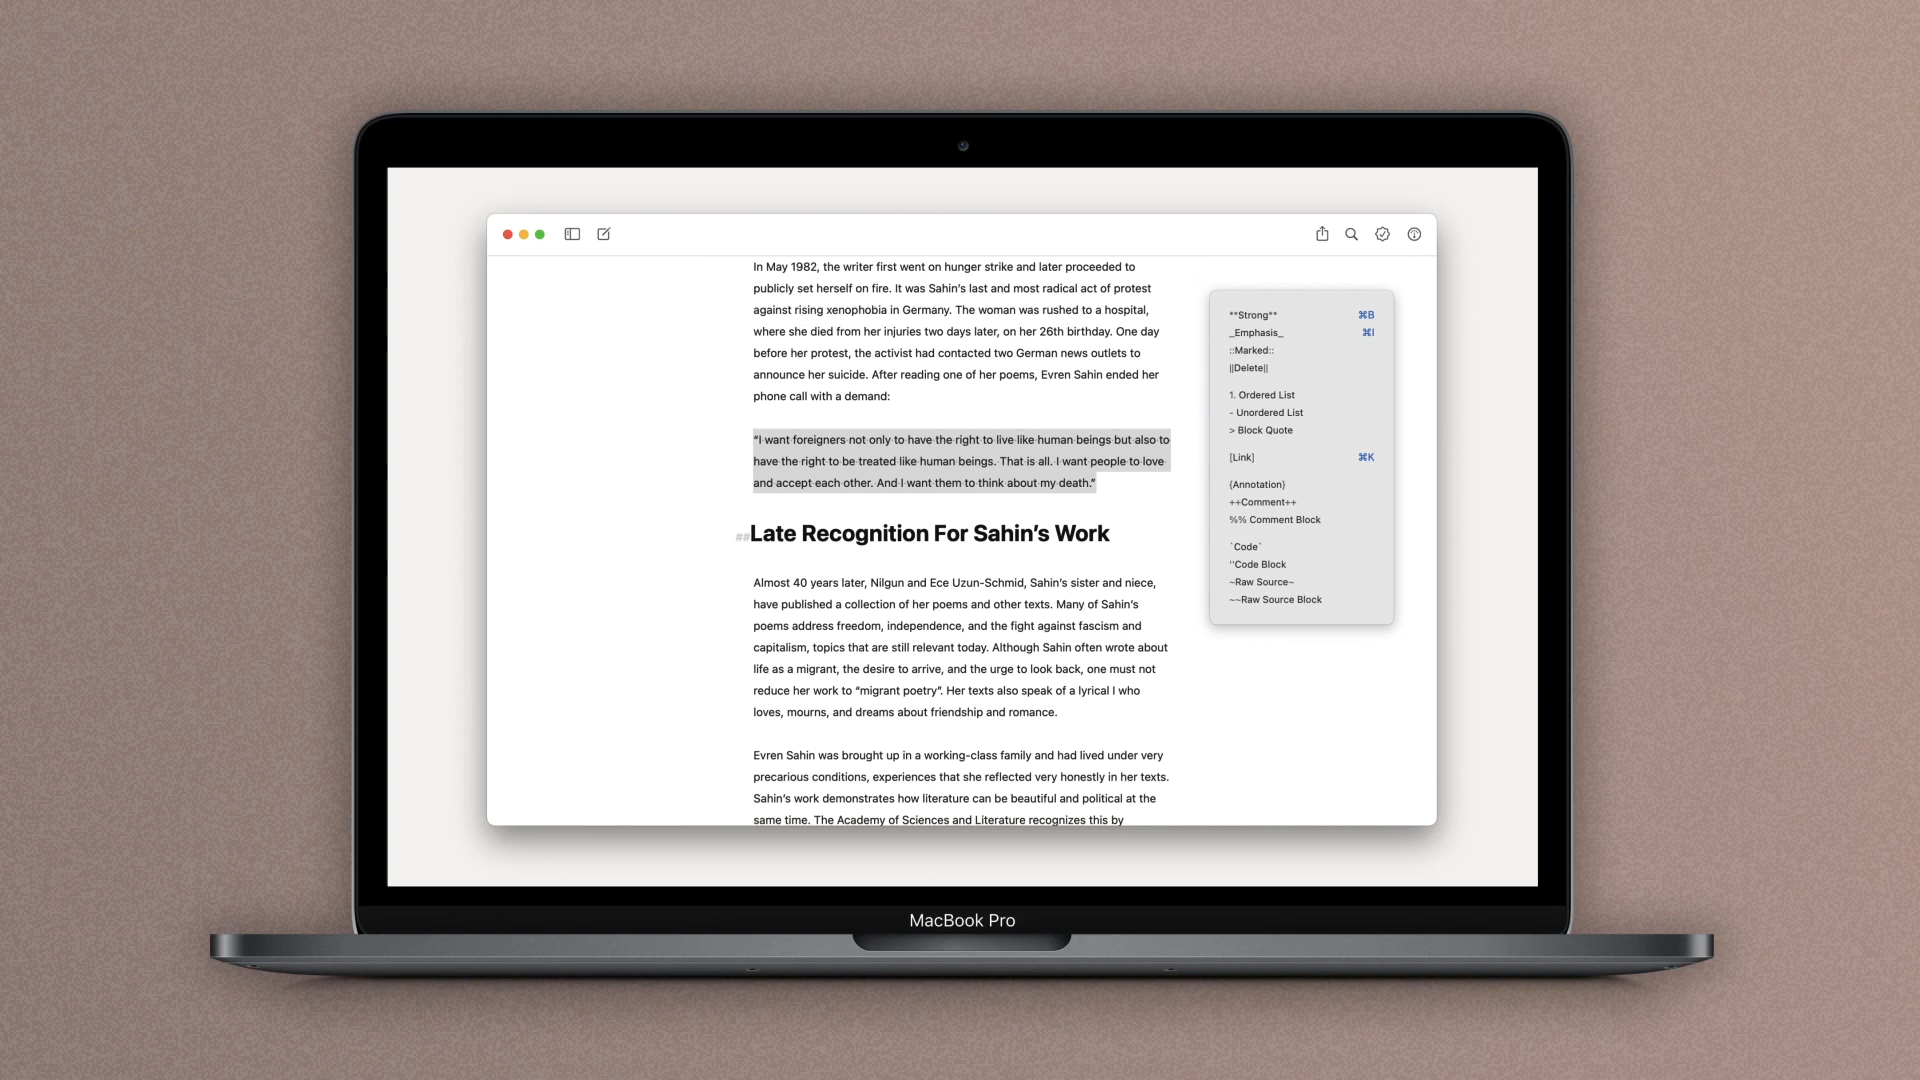 In May 1982, the writer first went on hunger strike and later proceeded to
publicly set herself on fire. It was Sahin’s last and most radical act of protest
against rising xenophobia in Germany. The woman was rushed to a hospital,
where she died from her injuries two days later, on her 26th birthday. One day
before her protest, the activist had contacted two German news outlets to
announce her suicide. After reading one of her poems, Evren Sahin ended her
phone call with a demand:
“I want foreigners not only to have the right to live like human beings but also to
have the right to be treated like human beings. That is all. I want people to love
and accept each other. And I want them to think about my death.”
##Late Recognition For Sahin’s Work
Almost 40 years later, Nilgun and Ece Uzun-Schmid, Sahin’s sister and niece,
have published a collection of her poems and other texts. Many of Sahin’s
poems address freedom, independence, and the fight against fascism and
capitalism, topics that are still relevant today. Although Sahin often wrote about
life as a migrant, the desire to arrive, and the urge to look back, one must not
reduce her work to “migrant poetry”. Her texts also speak of a lyrical I who
loves, mourns, and dreams about friendship and romance.
Evren Sahin was brought up in a working-class family and had lived under very
precarious conditions, experiences that she reflected very honestly in her texts.
Sahin’s work demonstrates how literature can be beautiful and political at the
same time. The Academy of Sciences and Literature recognizes this by
**Strong** ⌘B
_Emphasis_ ⌘I
::Marked::
||Delete||
1. Ordered List
- Unordered List
> Block Quote
[Link] ⌘K
{Annotation}
++Comment++
%% Comment Block
`Code`
''Code Block
~Raw Source~
~~Raw Source Block
MacBook Pro